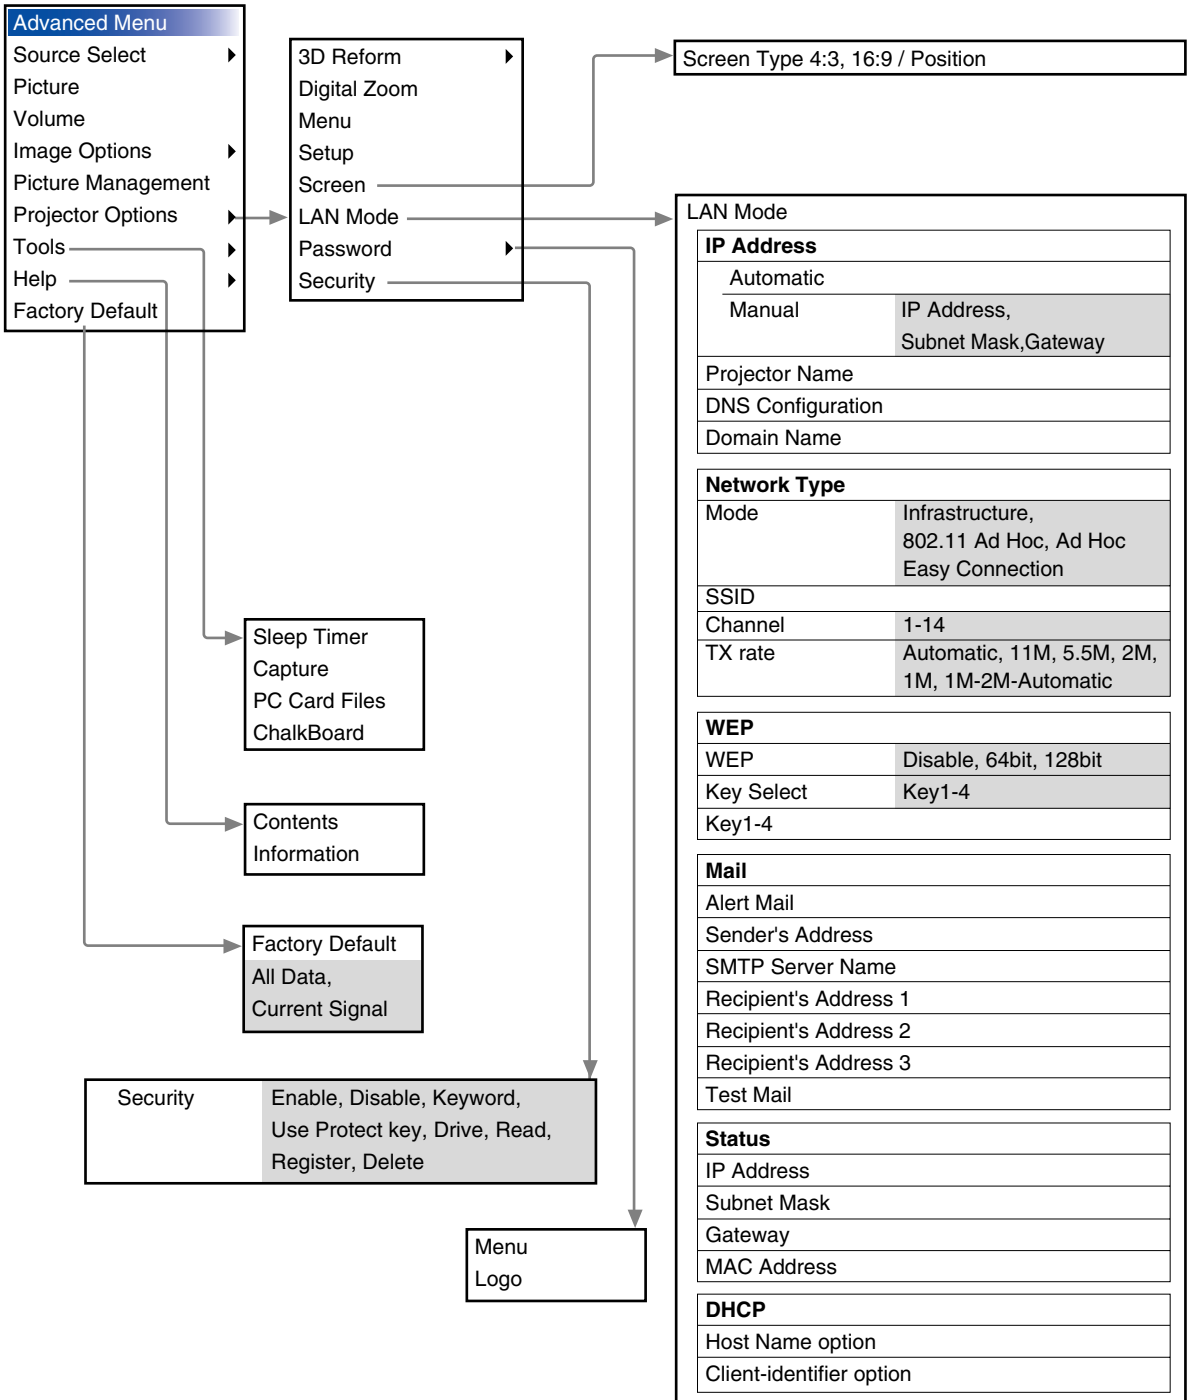 Advanced Menu
Source Select
Picture
Volume
Image Options
Picture Management
Projector Options
Tools
Help
Factory Default
3D Reform
Digital Zoom
Menu
Setup
Screen
LAN Mode
Password
Security
Screen Type 4:3, 16:9 / Position
LAN Mode
IP Address
Automatic
Manual IP Address,
Subnet Mask,Gateway
Projector Name
DNS Configuration
Domain Name
Network Type
Mode Infrastructure,
802.11 Ad Hoc, Ad Hoc
Easy Connection
SSID
Channel 1-14
TX rate Automatic, 11M, 5.5M, 2M,
1M, 1M-2M-Automatic
WEP
WEP Disable, 64bit, 128bit
Key Select Key1-4
Key1-4
Mail
Alert Mail
Sender's Address
SMTP Server Name
Recipient's Address 1
Recipient's Address 2
Recipient's Address 3
Test Mail
Status
IP Address
Subnet Mask
Gateway
MAC Address
DHCP
Host Name option
Client-identifier option
Sleep Timer
Capture
PC Card Files
ChalkBoard
Contents
Information
Factory Default
All Data,
Current Signal
Security Enable, Disable, Keyword,
Use Protect key, Drive, Read,
Register, Delete
Menu
Logo